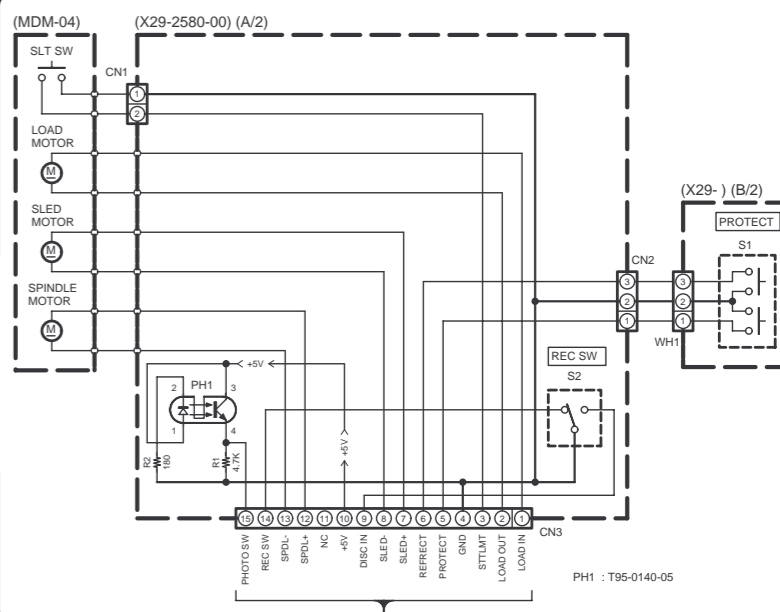 (MDM-04)
(X29-2580-00) (A/2)
SLT SW
CN1
1
2
LOAD
MOTOR
M
SLED
MOTOR
M
SPINDLE
MOTOR
M
(X29- ) (B/2)
PROTECT
S1
CN2
3
2
1
3
2
1
WH1
REC SW
S2
+5V
2
PH1
3
1
4
R2
180
R1
4.7K
+5V
15
14
13
12
11
10
9
8
7
6
5
4
3
2
1
CN3
PHOTO SW
REC SW
SPDL-
SPDL+
NC
+5V
DISC IN
SLED-
SLED+
REFRECT
PROTECT
GND
STTLMT
LOAD OUT
LOAD IN
PH1 : T95-0140-05